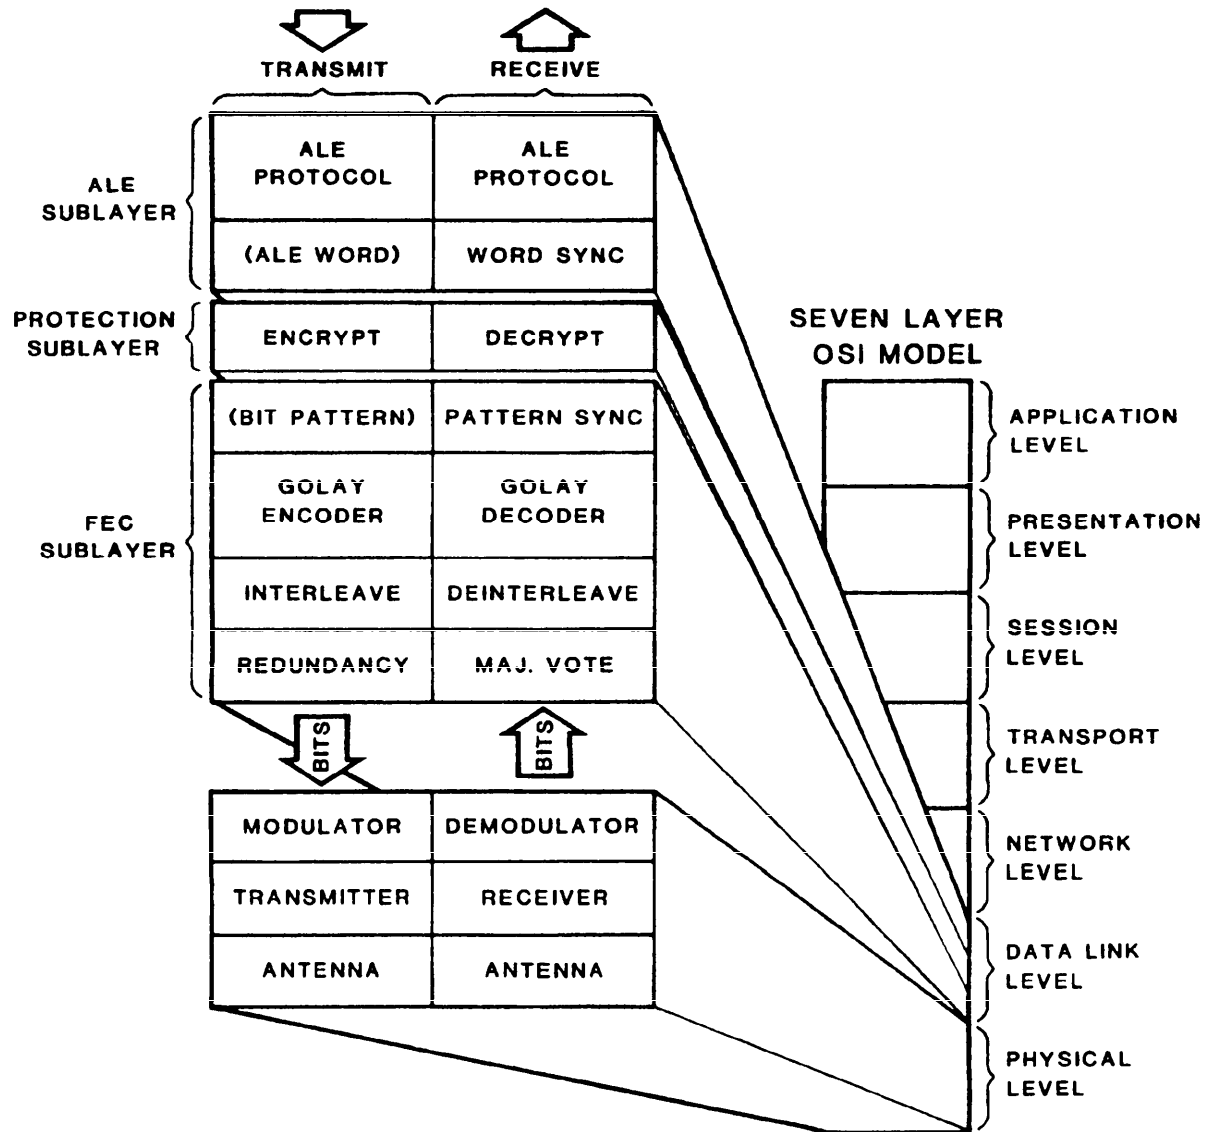 TRANSMIT
RECEIVE
ALE
SUBLAYER
ALE
PROTOCOL
ALE
PROTOCOL
(ALE WORD)
WORD SYNC
PROTECTION
SUBLAYER
ENCRYPT
DECRYPT
FEC
SUBLAYER
(BIT PATTERN)
PATTERN SYNC
GOLAY
ENCODER
GOLAY
DECODER
INTERLEAVE
DEINTERLEAVE
REDUNDANCY
MAJ. VOTE
BITS
BITS
MODULATOR
DEMODULATOR
TRANSMITTER
RECEIVER
ANTENNA
ANTENNA
SEVEN LAYER
OSI MODEL
APPLICATION
LEVEL
PRESENTATION
LEVEL
SESSION
LEVEL
TRANSPORT
LEVEL
NETWORK
LEVEL
DATA LINK
LEVEL
PHYSICAL
LEVEL